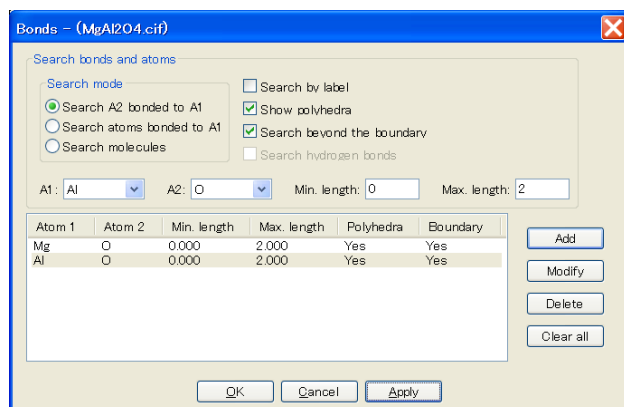 Bonds - (MgAl2O4.cif)
Search bonds and atoms
Search mode
Search A2 bonded to A1
Search atoms bonded to A1
Search molecules
Search by label
Show polyhedra
Search beyond the boundary
Search hydrogen bonds
A1: Al A2: O Min. length: 0 Max. length: 2
Atom 1 Atom 2 Min. length Max. length Polyhedra Boundary
Mg O 0.000 2.000 Yes Yes
Al O 0.000 2.000 Yes Yes
Add
Modify
Delete
Clear all
OK Cancel Apply